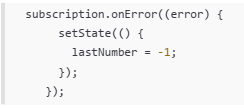 subscription.onError((error) {
setState(() {
lastNumber = -1;
});
});